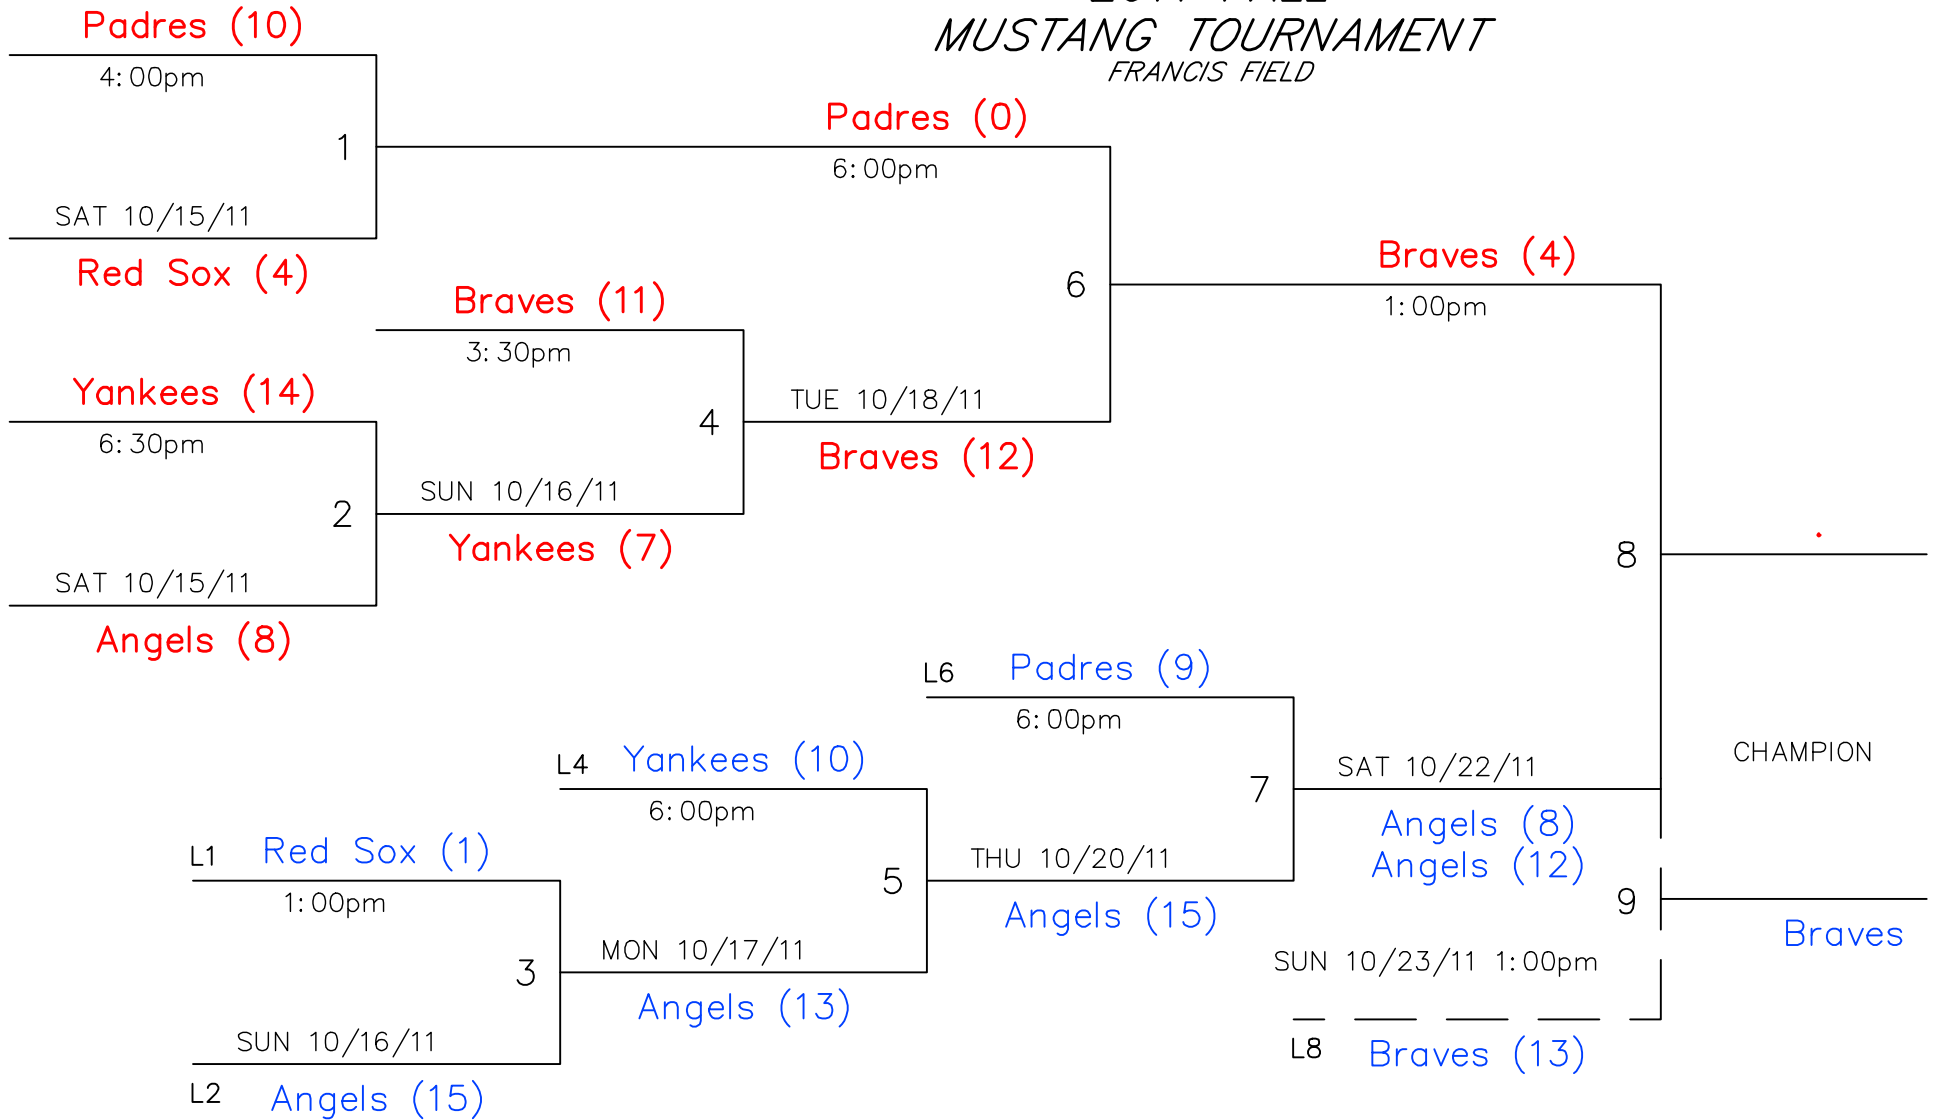 MUSTANG TOURNAMENT
FRANCIS FIELD
Padres (10)
4:00pm
1
SAT 10/15/11
Red Sox (4)
Yankees (14)
6:30pm
2
SAT 10/15/11
Angels (8)
Braves (11)
3:30pm
4
SUN 10/16/11
Yankees (7)
Padres (0)
6:00pm
6
TUE 10/18/11
Braves (12)
Braves (4)
1:00pm
8
L1 Red Sox (1)
1:00pm
3
SUN 10/16/11
L2 Angels (15)
L4 Yankees (10)
6:00pm
5
MON 10/17/11
Angels (13)
L6 Padres (9)
6:00pm
7
THU 10/20/11
Angels (15)
SAT 10/22/11
Angels (8)
Angels (12)
9
SUN 10/23/11 1:00pm
L8 Braves (13)
CHAMPION
Braves